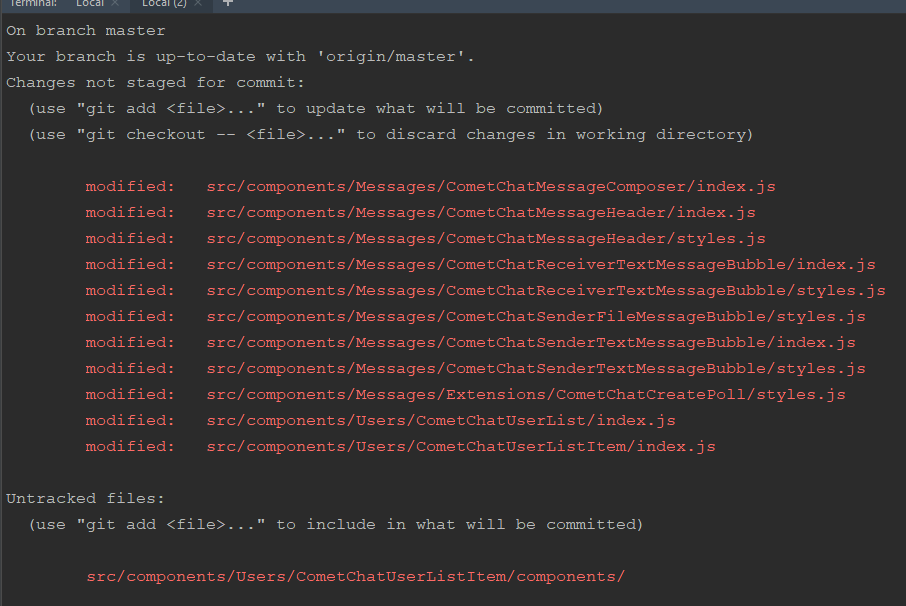 Terminal: Local × Local (2) × +
On branch master
Your branch is up-to-date with 'origin/master'.
Changes not staged for commit:
  (use "git add <file>..." to update what will be committed)
  (use "git checkout -- <file>..." to discard changes in working directory)
        modified:   src/components/Messages/CometChatMessageComposer/index.js
        modified:   src/components/Messages/CometChatMessageHeader/index.js
        modified:   src/components/Messages/CometChatMessageHeader/styles.js
        modified:   src/components/Messages/CometChatReceiverTextMessageBubble/index.js
        modified:   src/components/Messages/CometChatReceiverTextMessageBubble/styles.js
        modified:   src/components/Messages/CometChatSenderFileMessageBubble/styles.js
        modified:   src/components/Messages/CometChatSenderTextMessageBubble/index.js
        modified:   src/components/Messages/CometChatSenderTextMessageBubble/styles.js
        modified:   src/components/Messages/Extensions/CometChatCreatePoll/styles.js
        modified:   src/components/Users/CometChatUserList/index.js
        modified:   src/components/Users/CometChatUserListItem/index.js
Untracked files:
  (use "git add <file>..." to include in what will be committed)
        src/components/Users/CometChatUserListItem/components/